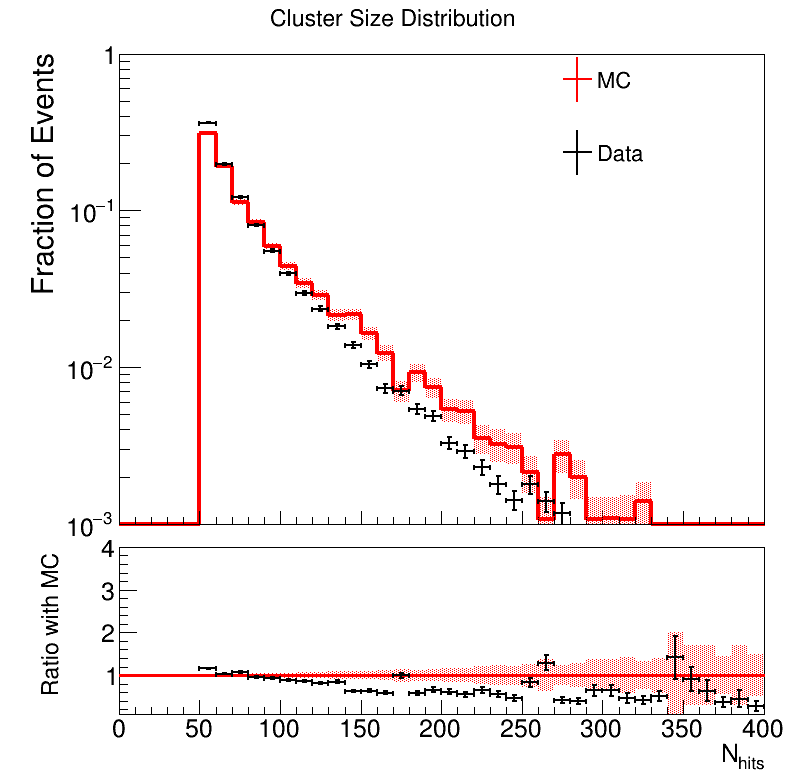 Cluster Size Distribution
Fraction of Events
1
10⁻¹
10⁻²
10⁻³
MC
Data
Ratio with MC
4
3
2
1
0 50 100 150 200 250 300 350 400
N_hits